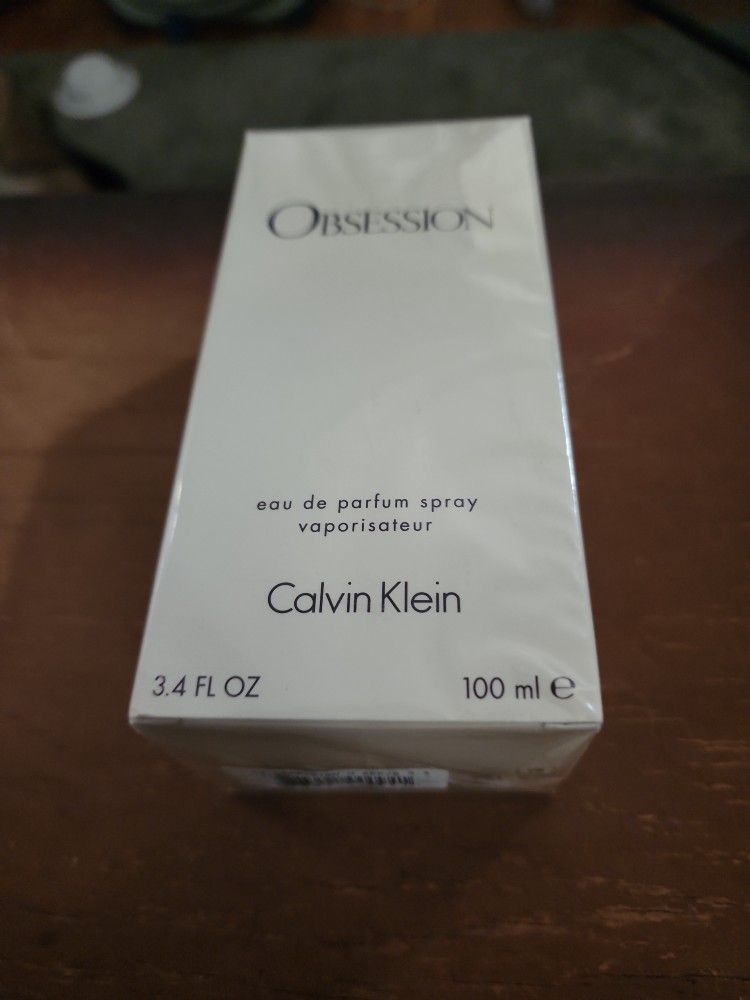 OBSESSION
eau de parfum spray
vaporisateur
Calvin Klein
3.4 FL OZ 100 ml ℮